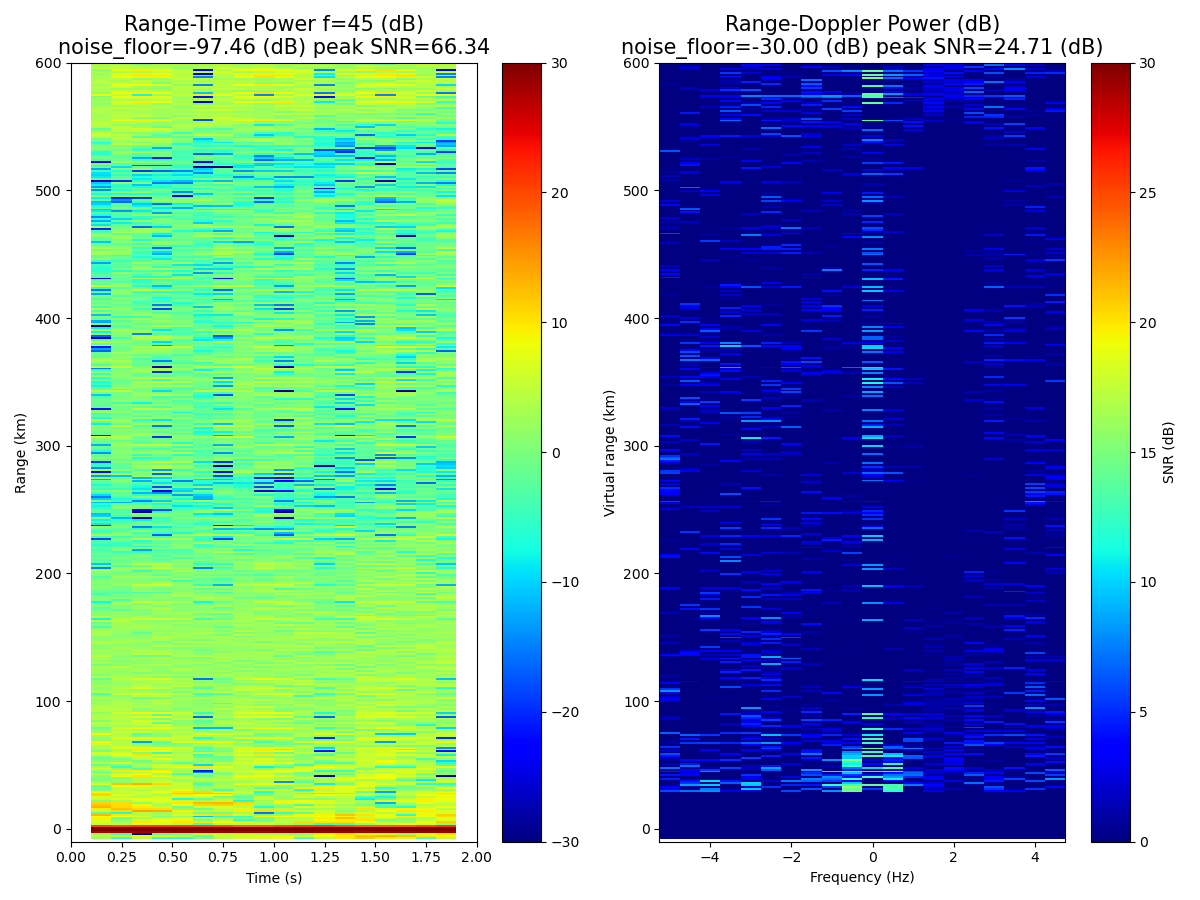 Range-Time Power f=45 (dB)
noise_floor=-97.46 (dB) peak SNR=66.34
Range (km)
600
500
400
300
200
100
0
0.00 0.25 0.50 0.75 1.00 1.25 1.50 1.75 2.00
Time (s)
30
20
10
0
−10
−20
−30
Range-Doppler Power (dB)
noise_floor=-30.00 (dB) peak SNR=24.71 (dB)
Virtual range (km)
600
500
400
300
200
100
0
−4 −2 0 2 4
Frequency (Hz)
30
25
20
15
10
5
0
SNR (dB)